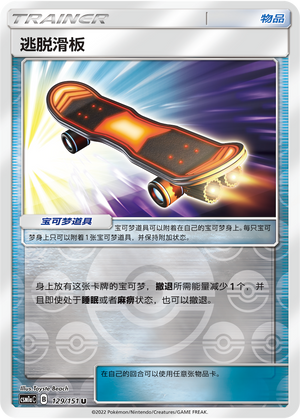 TRAINER
物品
逃脱滑板
宝可梦道具
宝可梦道具可以附着在自己的宝可梦身上。每只宝可
梦身上只可以附着1张宝可梦道具，并保持附加状态。
身上放有这张卡牌的宝可梦，撤退所需能量减少1个，并
且即使处于睡眠或者麻痹状态，也可以撤退。
Illus. Toyste Beach
在自己的回合可以使用任意张物品卡。
129/151 U
©2022 Pokémon/Nintendo/Creatures/GAME FREAK.